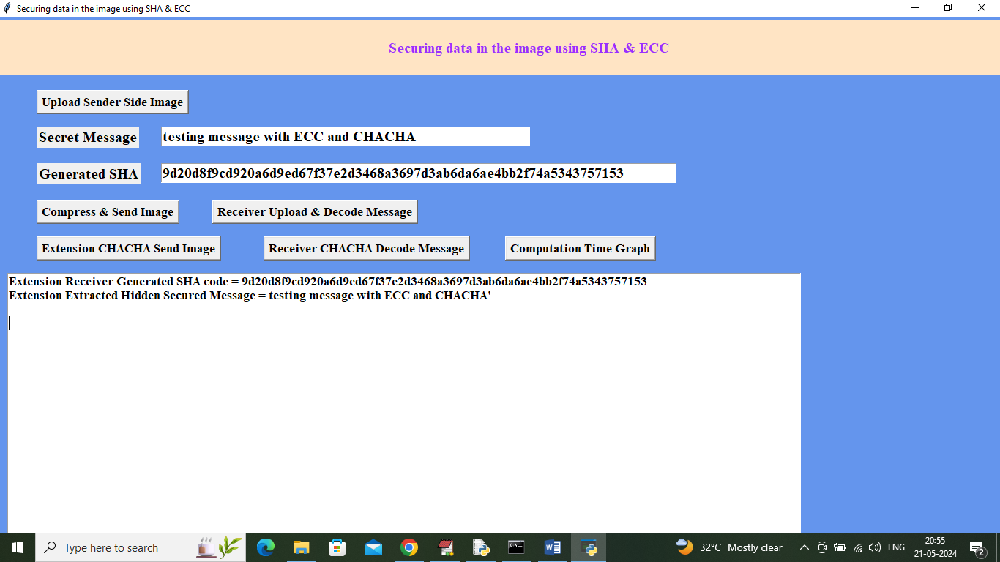 Securing data in the image using SHA & ECC
Securing data in the image using SHA & ECC
Upload Sender Side Image
Secret Message testing message with ECC and CHACHA
Generated SHA 9d20d8f9cd920a6d9ed67f37e2d3468a3697d3ab6da6ae4bb2f74a5343757153
Compress & Send Image Receiver Upload & Decode Message
Extension CHACHA Send Image Receiver CHACHA Decode Message Computation Time Graph
Extension Receiver Generated SHA code = 9d20d8f9cd920a6d9ed67f37e2d3468a3697d3ab6da6ae4bb2f74a5343757153
Extension Extracted Hidden Secured Message = testing message with ECC and CHACHA'
Type here to search 32°C Mostly clear ENG 20:55
21-05-2024 2